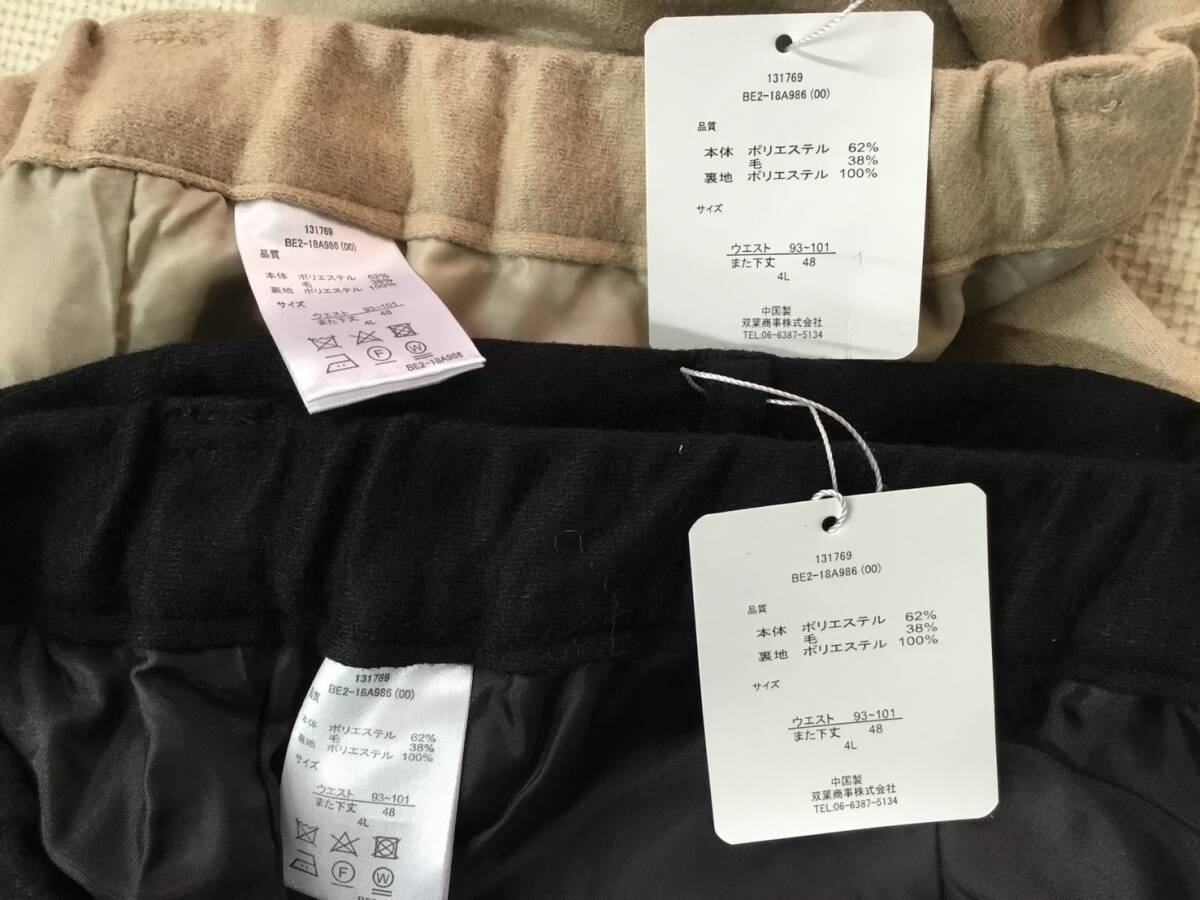 131769
BE2-18A986(00)
品質
本体 ポリエステル 62%
毛 38%
裏地 ポリエステル 100%
サイズ
ウエスト 93~101
また下丈 48
4L
中国製
双葉商事株式会社
TEL:06-6387-5134
131769
BE2-18A986(00)
品質
本体 ポリエステル 62%
毛 38%
裏地 ポリエステル 100%
サイズ
ウエスト 93~101
また下丈 48
4L
F W
BE2-18A986
131769
BE2-18A986(00)
品質
本体 ポリエステル 62%
毛 38%
裏地 ポリエステル 100%
サイズ
ウエスト 93~101
また下丈 48
4L
中国製
双葉商事株式会社
TEL:06-6387-5134
131769
BE2-18A986(00)
品質
本体 ポリエステル 62%
毛 38%
裏地 ポリエステル 100%
サイズ
ウエスト 93~101
また下丈 48
4L
F W